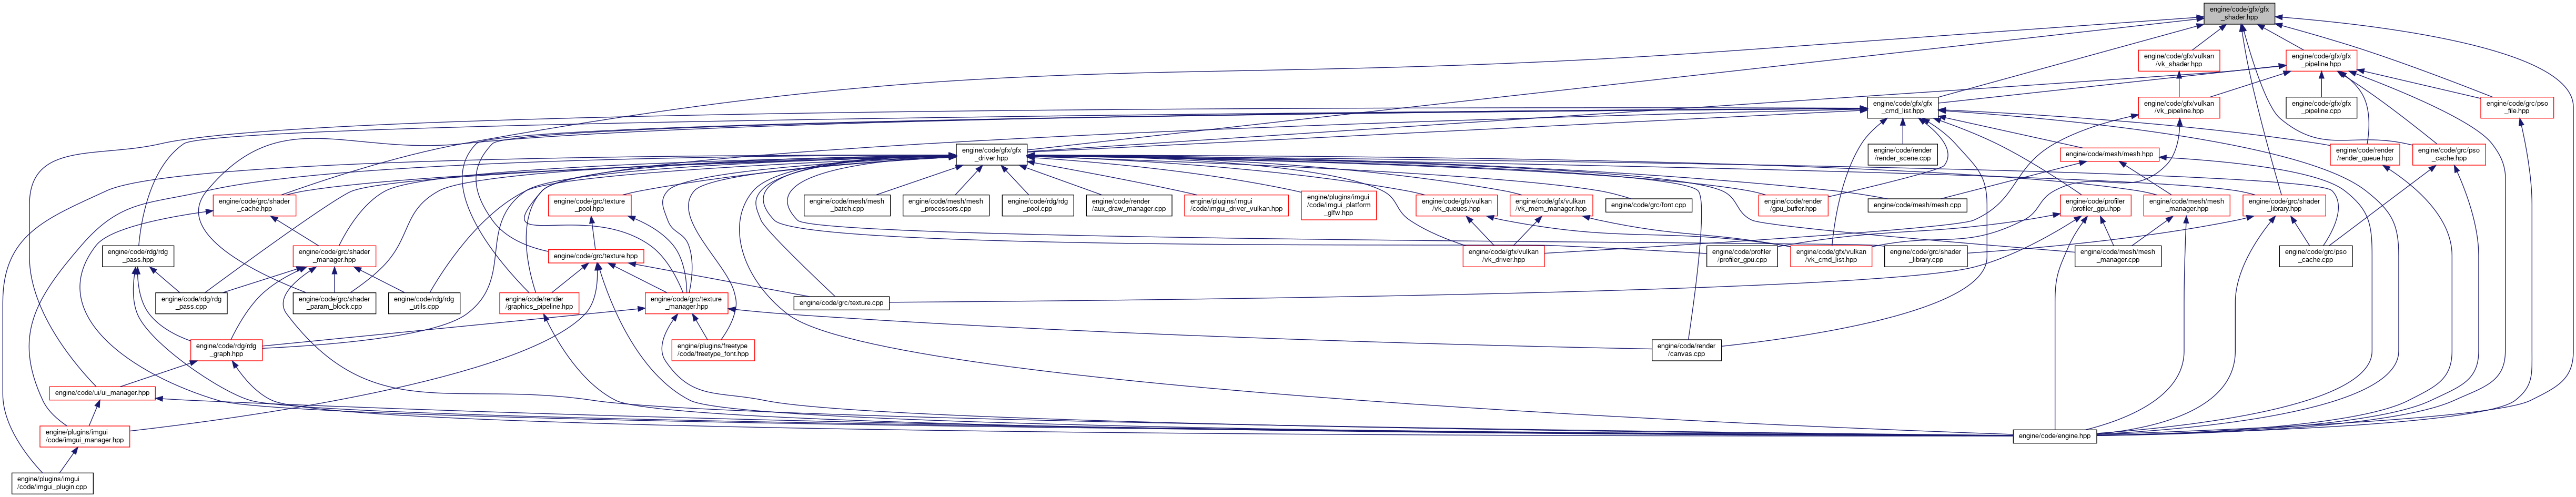 engine/code/gfx/gfx
_shader.hpp
engine/code/gfx/vulkan
/vk_shader.hpp
engine/code/gfx/gfx
_pipeline.hpp
engine/code/gfx/gfx
_cmd_list.hpp
engine/code/gfx/vulkan
/vk_pipeline.hpp
engine/code/gfx/gfx
_pipeline.cpp
engine/code/grc/pso
_file.hpp
engine/code/gfx/gfx
_driver.hpp
engine/code/render
/render_scene.cpp
engine/code/mesh/mesh.hpp
engine/code/render
/render_queue.hpp
engine/code/grc/pso
_cache.hpp
engine/code/grc/shader
_cache.hpp
engine/code/grc/texture
_pool.hpp
engine/code/mesh/mesh
_batch.cpp
engine/code/mesh/mesh
_processors.cpp
engine/code/rdg/rdg
_pool.cpp
engine/code/render
/aux_draw_manager.cpp
engine/plugins/imgui
/code/imgui_driver_vulkan.hpp
engine/plugins/imgui
/code/imgui_platform
_glfw.hpp
engine/code/gfx/vulkan
/vk_queues.hpp
engine/code/gfx/vulkan
/vk_mem_manager.hpp
engine/code/grc/font.cpp
engine/code/render
/gpu_buffer.hpp
engine/code/mesh/mesh.cpp
engine/code/profiler
/profiler_gpu.hpp
engine/code/mesh/mesh
_manager.hpp
engine/code/grc/shader
_library.hpp
engine/code/rdg/rdg
_pass.hpp
engine/code/grc/shader
_manager.hpp
engine/code/grc/texture.hpp
engine/code/gfx/vulkan
/vk_driver.hpp
engine/code/profiler
/profiler_gpu.cpp
engine/code/gfx/vulkan
/vk_cmd_list.hpp
engine/code/grc/shader
_library.cpp
engine/code/mesh/mesh
_manager.cpp
engine/code/grc/pso
_cache.cpp
engine/code/rdg/rdg
_pass.cpp
engine/code/grc/shader
_param_block.cpp
engine/code/rdg/rdg
_utils.cpp
engine/code/render
/graphics_pipeline.hpp
engine/code/grc/texture
_manager.hpp
engine/code/grc/texture.cpp
engine/code/rdg/rdg
_graph.hpp
engine/plugins/freetype
/code/freetype_font.hpp
engine/code/render
/canvas.cpp
engine/code/ui/ui_manager.hpp
engine/plugins/imgui
/code/imgui_manager.hpp
engine/code/engine.hpp
engine/plugins/imgui
/code/imgui_plugin.cpp